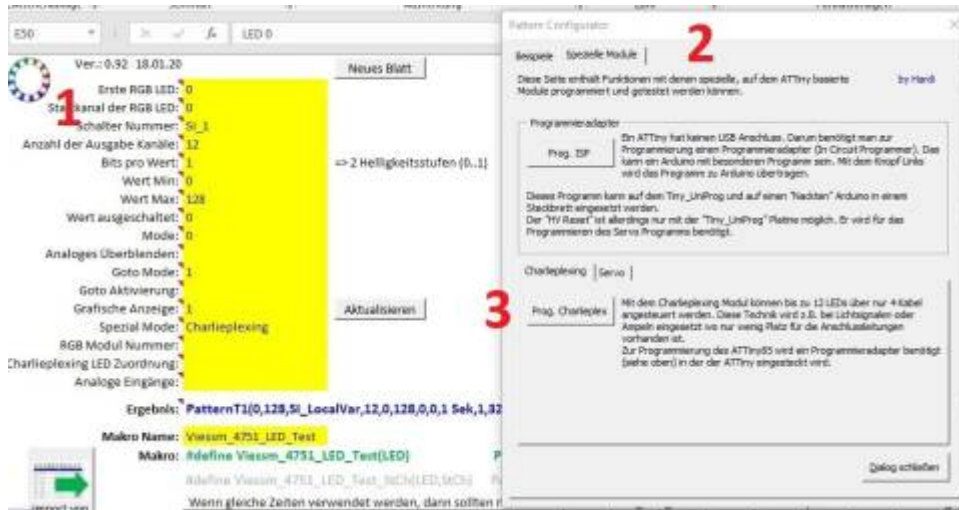 E50
fx
LED 0
Ver.: 0.92 18.01.20
Neues Blatt
1
Erste RGB LED: 0
Startkanal der RGB LED: 0
Schalter Nummer: SI_1
Anzahl der Ausgabe Kanäle: 12
Bits pro Wert: 1
=> 2 Helligkeitsstufen (0..1)
Wert Min: 0
Wert Max: 128
Wert ausgeschaltet: 0
Mode: 0
Analoges Überblenden:
Goto Mode: 1
Goto Aktivierung:
Grafische Anzeige: 1
Aktualisieren
Spezial Mode: Charlieplexing
RGB Modul Nummer:
Charlieplexing LED Zuordnung:
Analoge Eingänge:
Ergebnis: PatternT1(0,128,SI_LocalVar,12,0,128,0,0,1 Sek,1,32
Makro Name: Viessm_4751_LED_Test
Makro: #define Viessm_4751_LED_Test(LED)
#define Viessm_4751_LED_Test_StCh(LED,StCh)
Wenn gleiche Zeiten verwendet werden, dann sollten
Import von
Pattern Configurator
2
Beispiele
Spezielle Module
Diese Seite enthält Funktionen mit denen spezielle, auf dem ATTiny basierte
Module programmiert und getestet werden können.
by Hardi
Programmieradapter
Prog. ISP
Ein ATTiny hat keinen USB Anschluss. Darum benötigt man zur
Programmierung einen Programmieradapter (In Circuit Programmer). Das
kann ein Arduino mit besonderen Programm sein. Mit dem Knopf Links
wird das Programm zu Arduino übertragen.
Dieses Programm kann auf dem Tiny_UniProg und auf einen "Nackten" Arduino in einem
Steckbrett eingesetzt werden.
Der "HV Reset" ist allerdings nur mit der "Tiny_UniProg" Platine möglich. Er wird für das
Programmieren des Servo Programms benötigt.
Charlieplexing
Servo
3
Prog. Charlieplex
Mit dem Charlieplexing Modul können bis zu 12 LEDs über nur 4 Kabel
angesteuert werden. Diese Technik wird z.B. bei Lichtsignalen oder
Ampeln eingesetzt wo nur wenig Platz für die Anschlussleitungen
vorhanden ist.
Zur Programmierung des ATTiny85 wird ein Programmieradapter benötigt
(siehe oben) in der der ATTiny eingesteckt wird.
Dialog schließen